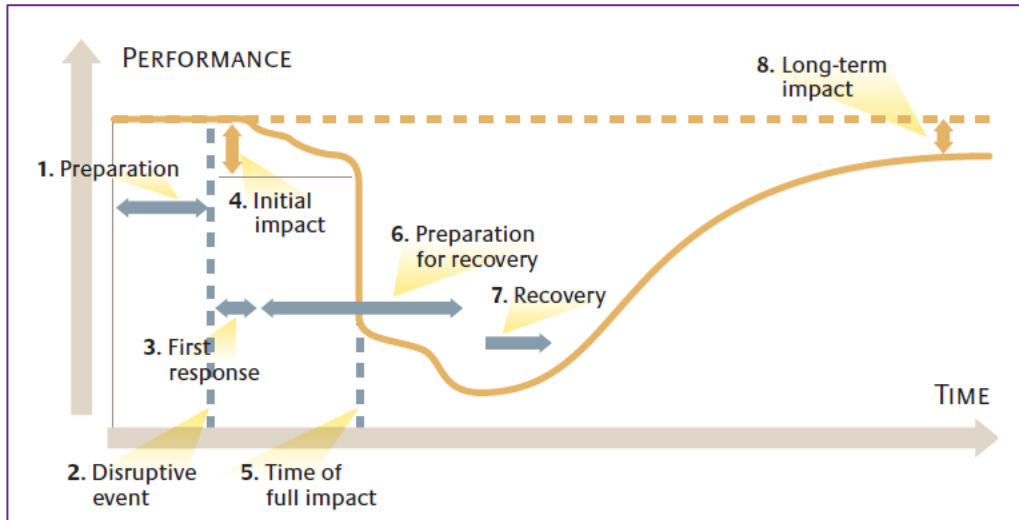 PERFORMANCE
8. Long-term
impact
1. Preparation
4. Initial
impact
6. Preparation
for recovery
7. Recovery
3. First
response
TIME
2. Disruptive
event
5. Time of
full impact